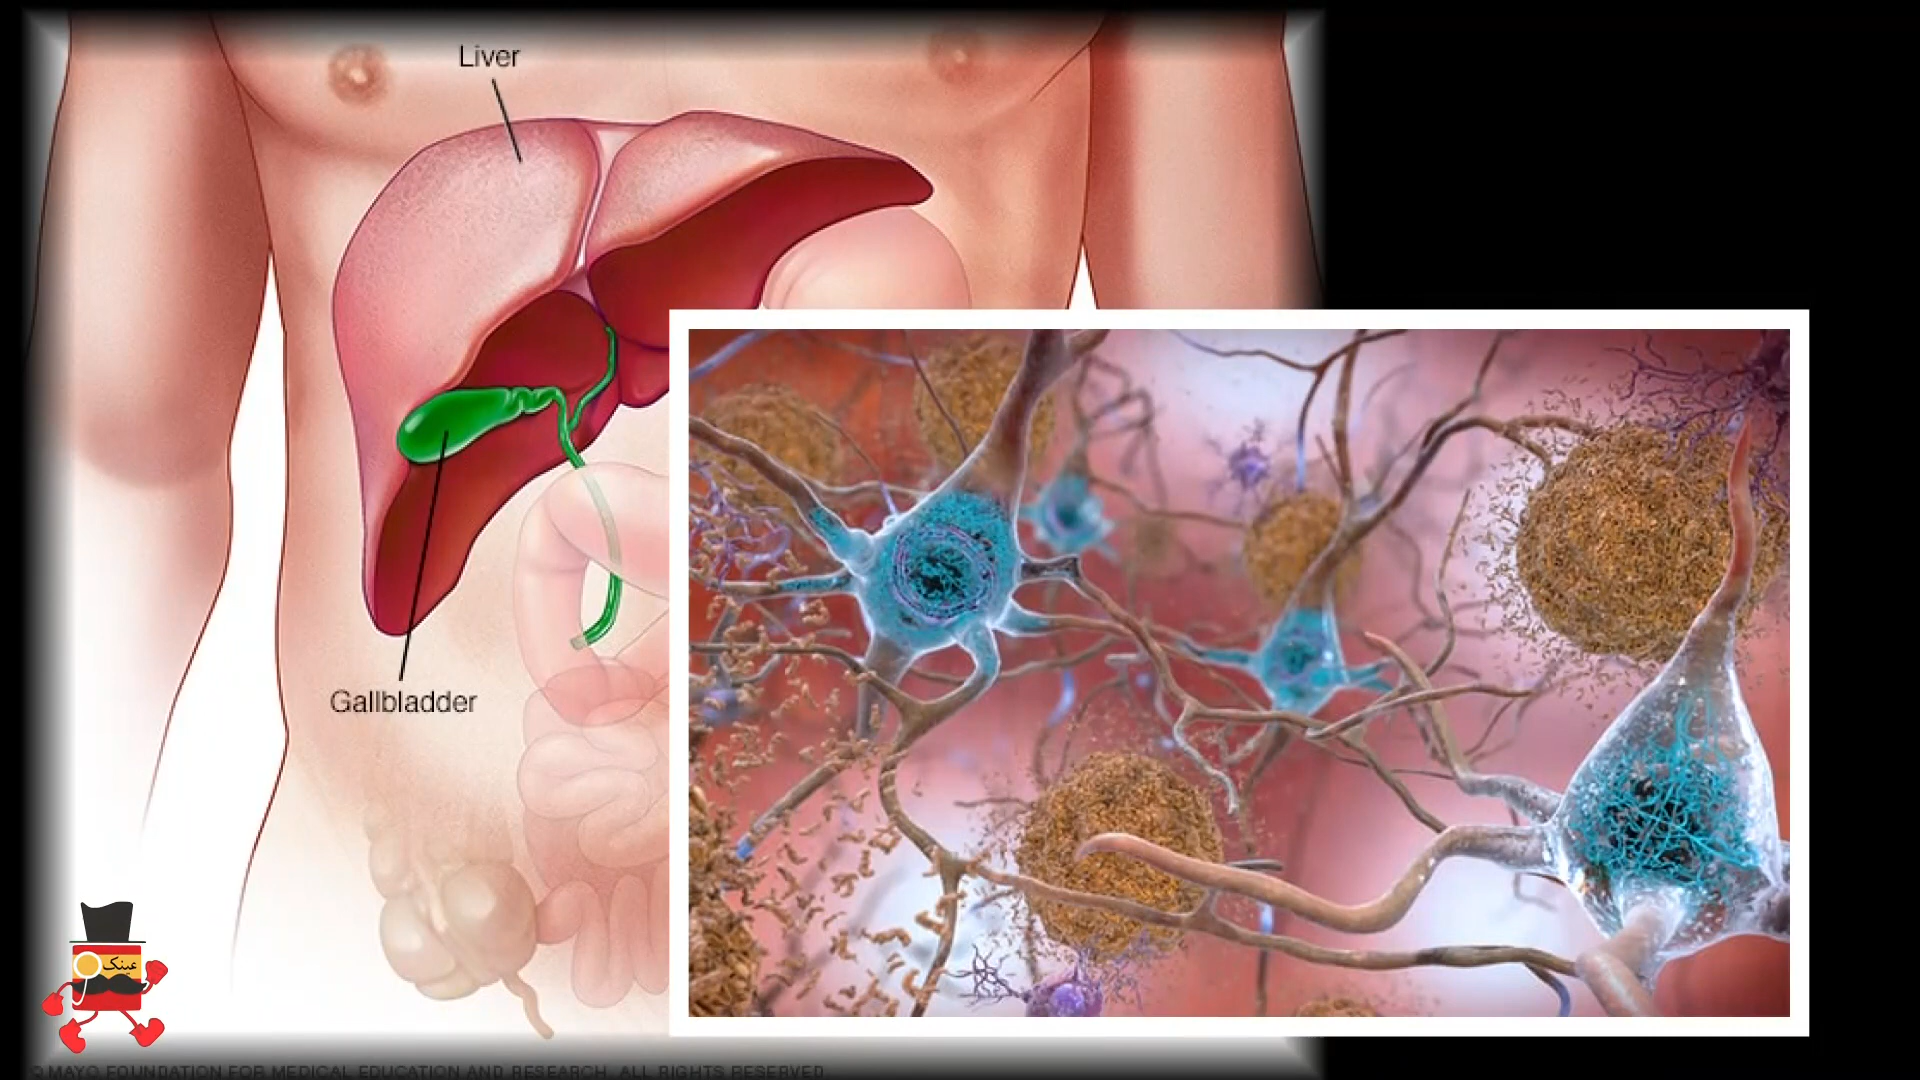 Liver
Gallbladder
عینک
© MAYO FOUNDATION FOR MEDICAL EDUCATION AND RESEARCH. ALL RIGHTS RESERVED.